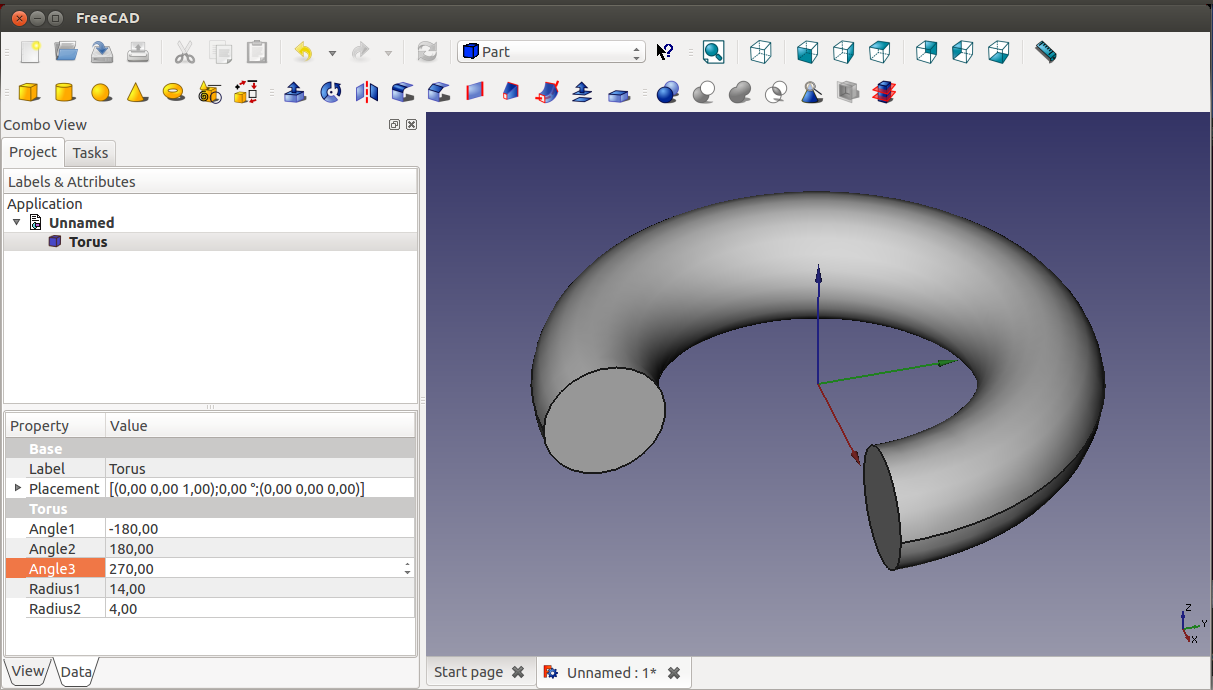 FreeCAD
Part
Combo View
Project Tasks
Labels & Attributes
Application
Unnamed
Torus
Property Value
Base
Label Torus
Placement [(0,00 0,00 1,00);0,00 °;(0,00 0,00 0,00)]
Torus
Angle1 -180,00
Angle2 180,00
Angle3 270,00
Radius1 14,00
Radius2 4,00
View Data
Z
Y
X
Start page Unnamed : 1*